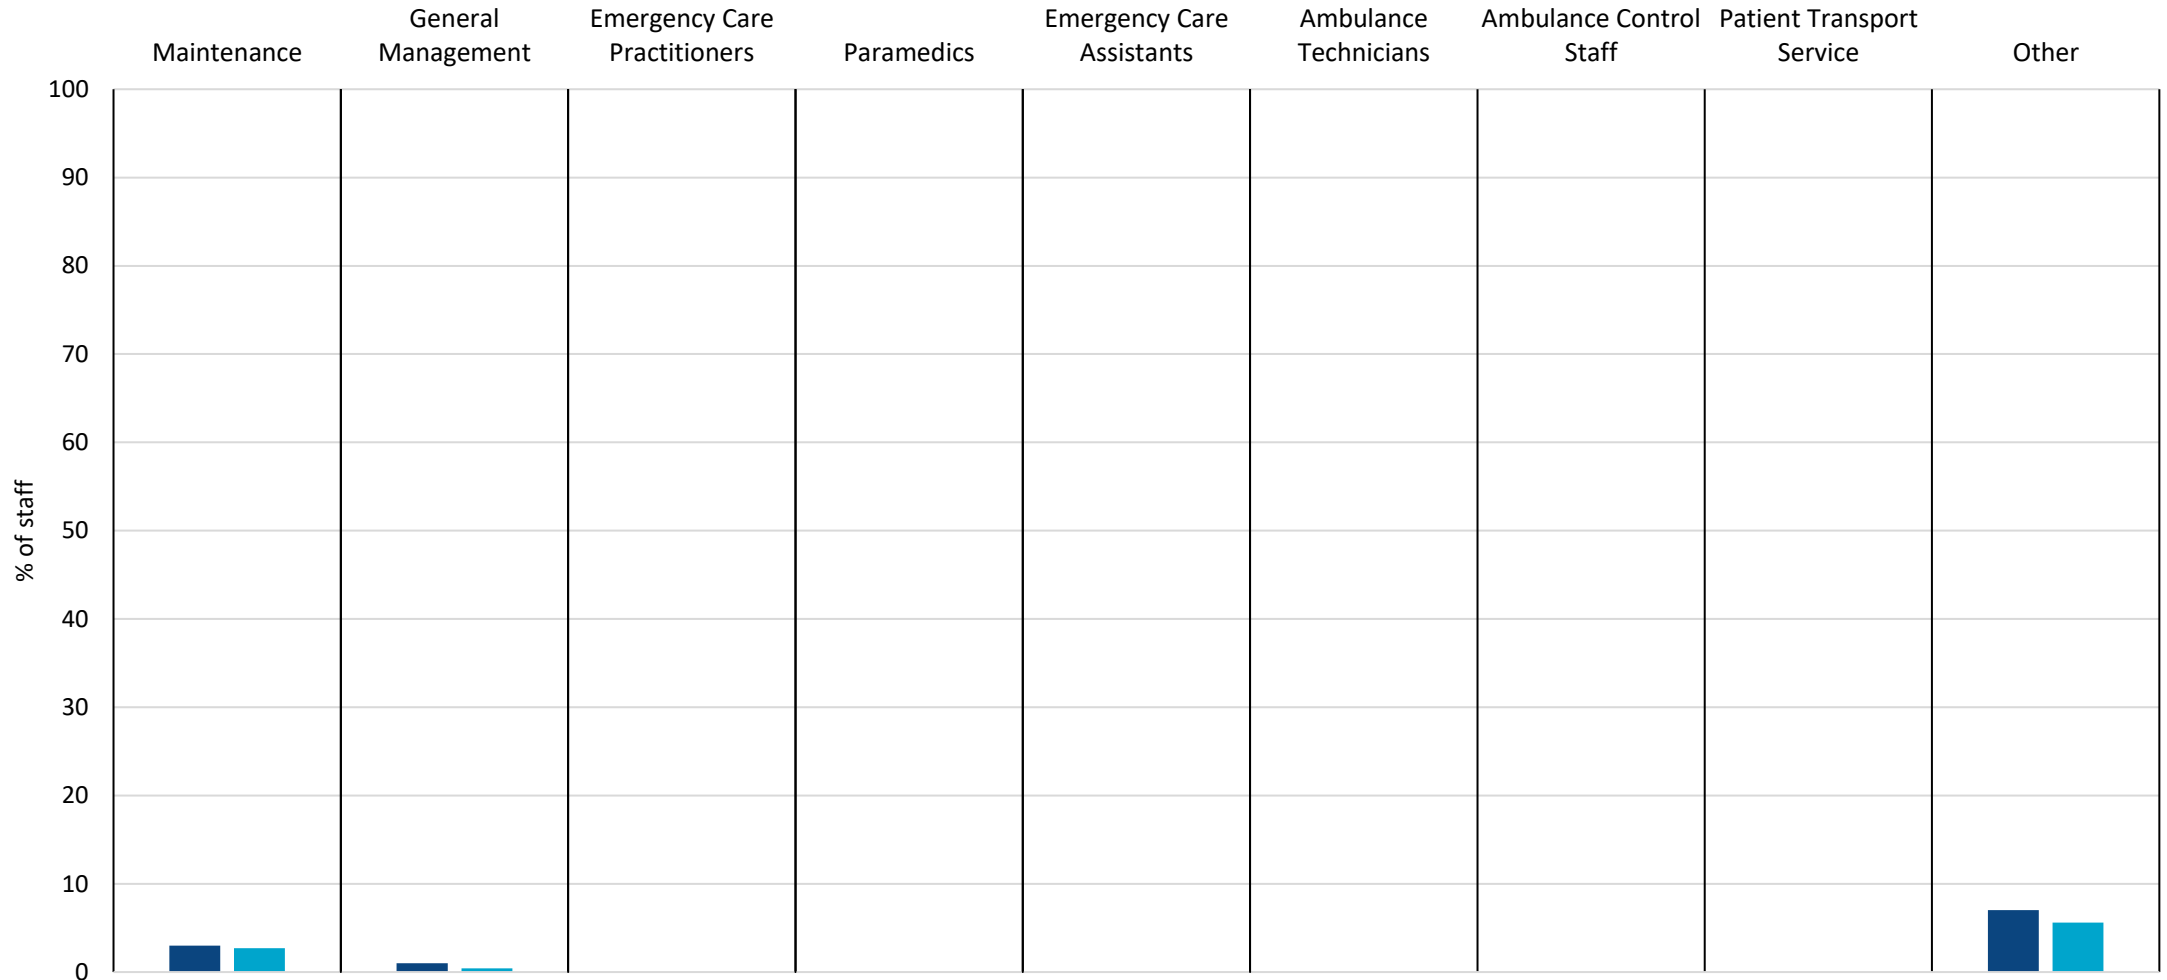 Maintenance
General
Management
Emergency Care
Practitioners
Paramedics
Emergency Care
Assistants
Ambulance
Technicians
Ambulance Control
Staff
Patient Transport
Service
Other
100
90
80
70
60
50
40
30
20
10
0
% of staff